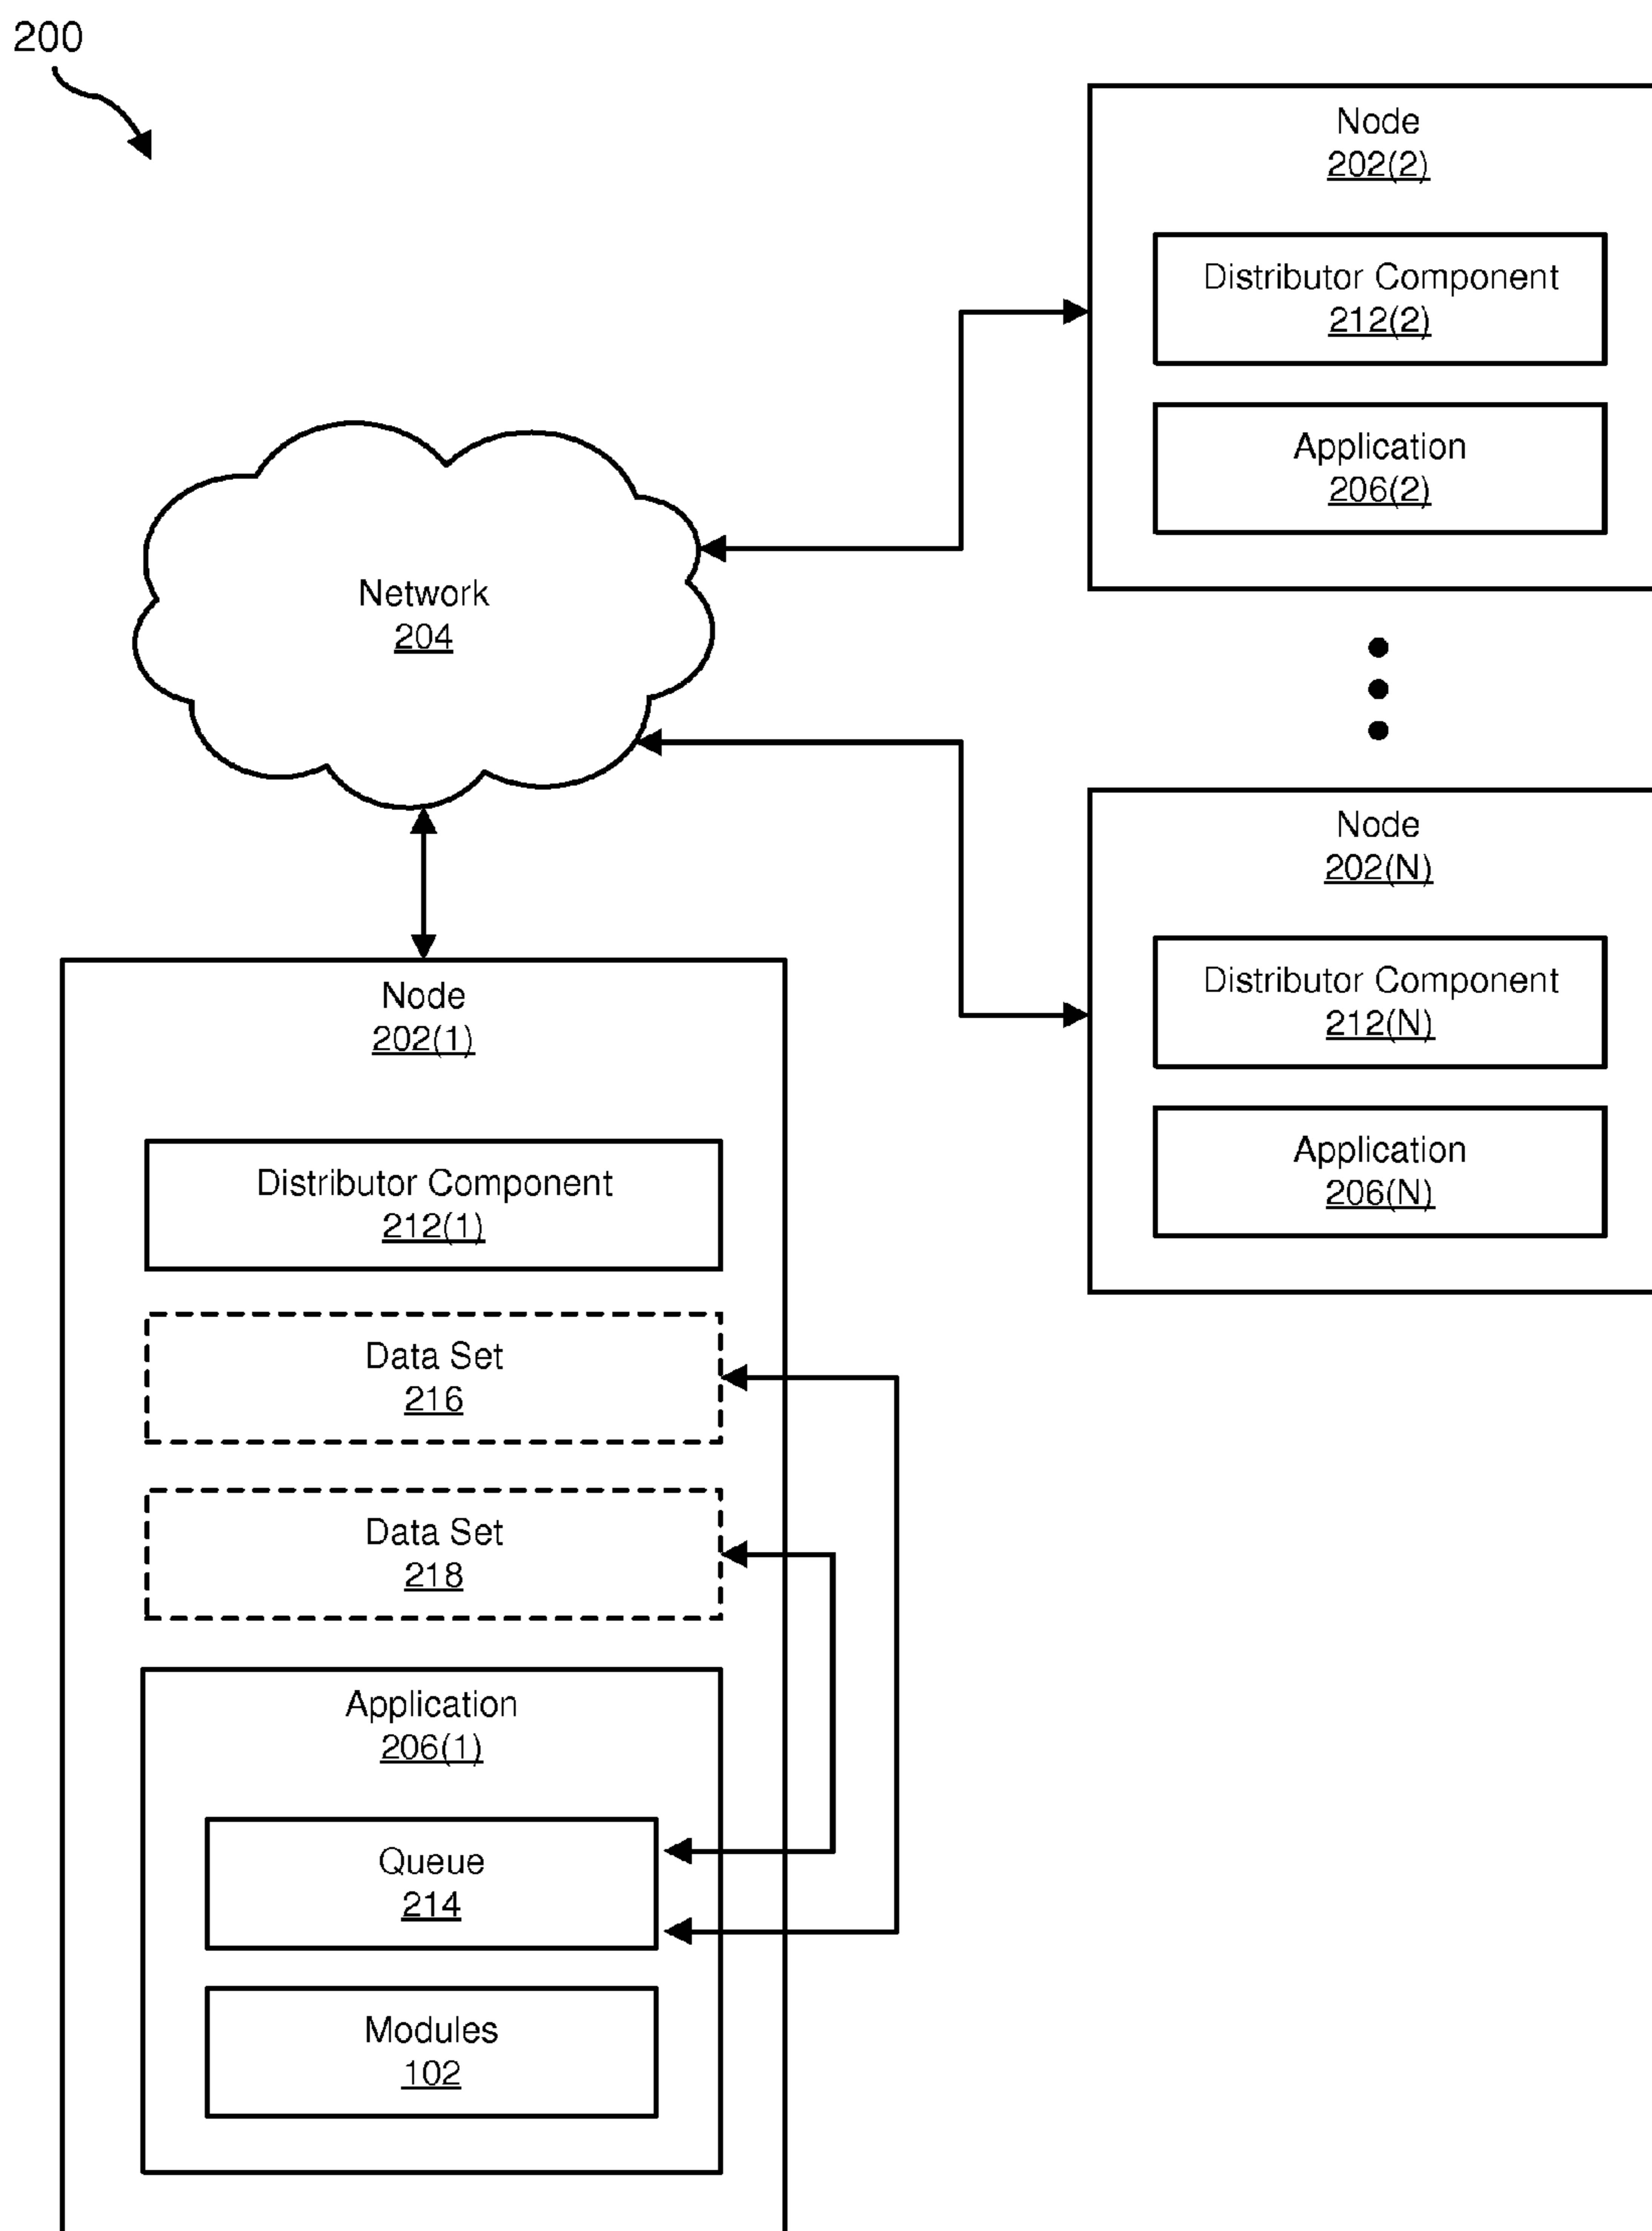 200
Node
202(2)
Distributor Component
212(2)
Application
206(2)
Network
204
Node
202(N)
Distributor Component
212(N)
Application
206(N)
Node
202(1)
Distributor Component
212(1)
Data Set
216
Data Set
218
Application
206(1)
Queue
214
Modules
102